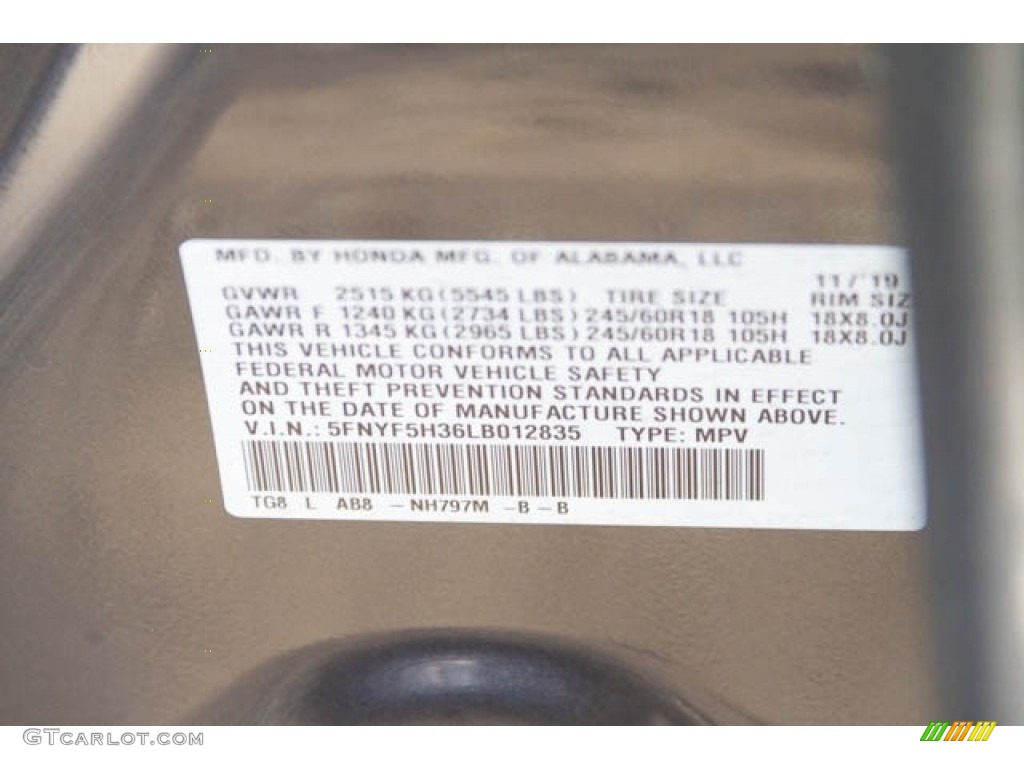 MFD. BY HONDA MFG. OF ALABAMA, LLC
11/'19
GVWR 2515 KG (5545 LBS) TIRE SIZE RIM SIZ
GAWR F 1240 KG (2734 LBS) 245/60R18 105H 18X8.0J
GAWR R 1345 KG (2965 LBS) 245/60R18 105H 18X8.0J
THIS VEHICLE CONFORMS TO ALL APPLICABLE
FEDERAL MOTOR VEHICLE SAFETY
AND THEFT PREVENTION STANDARDS IN EFFECT
ON THE DATE OF MANUFACTURE SHOWN ABOVE.
V.I.N.: 5FNYF5H36LB012835 TYPE: MPV
TG8 L AB8 - NH797M - B - B
GTCarlot.com